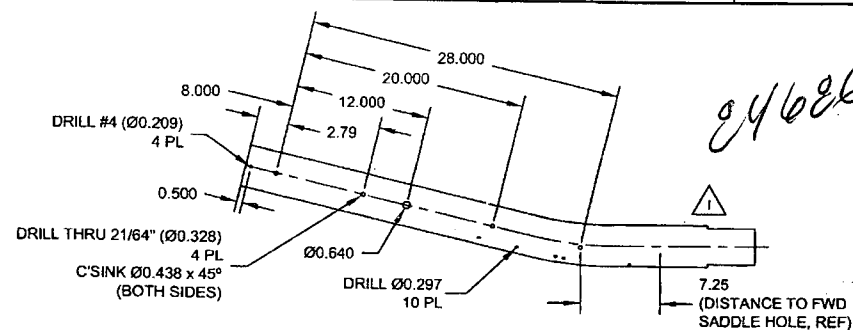 28.000
20.000
8.000
12.000
2.79
DRILL #4 (Ø0.209)
4 PL
0.500
DRILL THRU 21/64" (Ø0.328)
4 PL
C'SINK Ø0.438 x 45°
(BOTH SIDES)
Ø0.640
DRILL Ø0.297
10 PL
1
7.25
(DISTANCE TO FWD
SADDLE HOLE, REF)